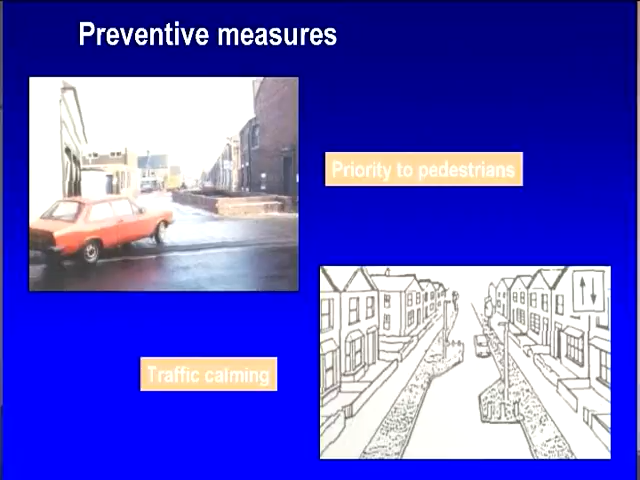 Preventive measures
Priority to pedestrians
Traffic calming